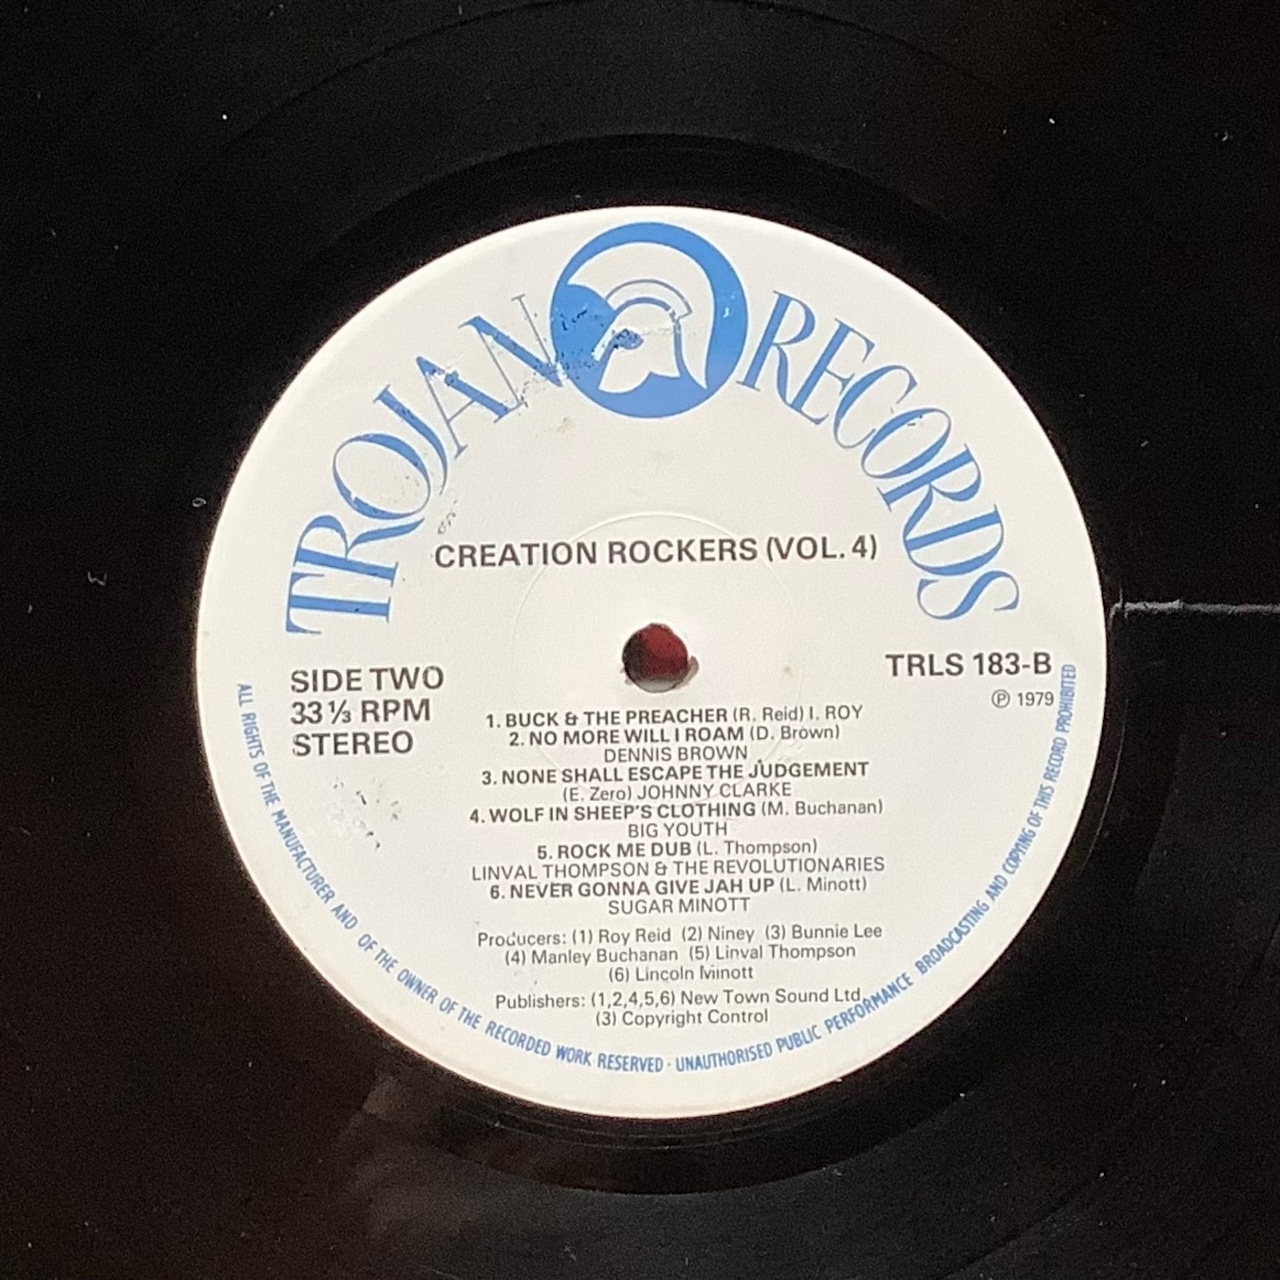 TROJAN RECORDS
CREATION ROCKERS (VOL. 4)
SIDE TWO
33⅓ RPM
STEREO
TRLS 183-B
℗ 1979
1. BUCK & THE PREACHER (R. Reid) I. ROY
2. NO MORE WILL I ROAM (D. Brown)
DENNIS BROWN
3. NONE SHALL ESCAPE THE JUDGEMENT
(E. Zero) JOHNNY CLARKE
4. WOLF IN SHEEP'S CLOTHING (M. Buchanan)
BIG YOUTH
5. ROCK ME DUB (L. Thompson)
LINVAL THOMPSON & THE REVOLUTIONARIES
6. NEVER GONNA GIVE JAH UP (L. Minott)
SUGAR MINOTT
Producers: (1) Roy Reid (2) Niney (3) Bunnie Lee
(4) Manley Buchanan (5) Linval Thompson
(6) Lincoln Minott
Publishers: (1,2,4,5,6) New Town Sound Ltd
(3) Copyright Control
ALL RIGHTS OF THE MANUFACTURER AND OF THE OWNER OF THE RECORDED WORK RESERVED · UNAUTHORISED PUBLIC PERFORMANCE BROADCASTING AND COPYING OF THIS RECORD PROHIBITED